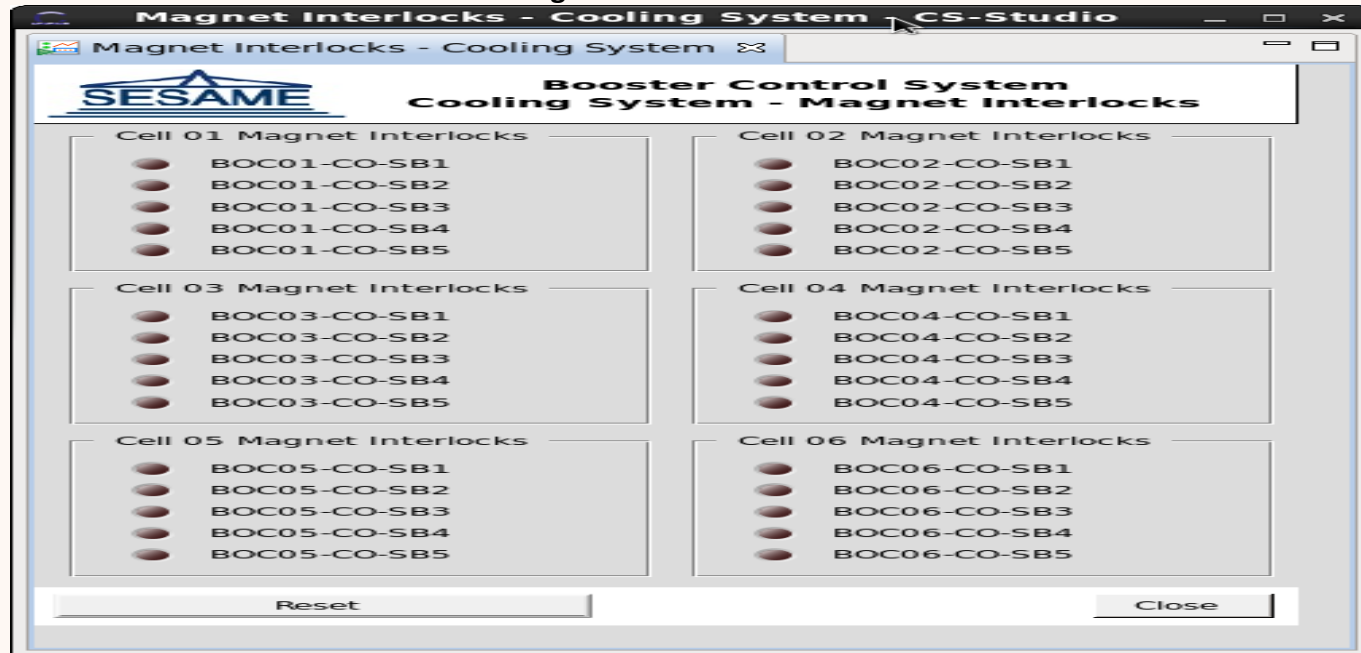 Magnet Interlocks - Cooling System - CS-Studio
Magnet Interlocks - Cooling System
SESAME
Booster Control System
Cooling System - Magnet Interlocks
Cell 01 Magnet Interlocks
BOC01-CO-SB1
BOC01-CO-SB2
BOC01-CO-SB3
BOC01-CO-SB4
BOC01-CO-SB5
Cell 02 Magnet Interlocks
BOC02-CO-SB1
BOC02-CO-SB2
BOC02-CO-SB3
BOC02-CO-SB4
BOC02-CO-SB5
Cell 03 Magnet Interlocks
BOC03-CO-SB1
BOC03-CO-SB2
BOC03-CO-SB3
BOC03-CO-SB4
BOC03-CO-SB5
Cell 04 Magnet Interlocks
BOC04-CO-SB1
BOC04-CO-SB2
BOC04-CO-SB3
BOC04-CO-SB4
BOC04-CO-SB5
Cell 05 Magnet Interlocks
BOC05-CO-SB1
BOC05-CO-SB2
BOC05-CO-SB3
BOC05-CO-SB4
BOC05-CO-SB5
Cell 06 Magnet Interlocks
BOC06-CO-SB1
BOC06-CO-SB2
BOC06-CO-SB3
BOC06-CO-SB4
BOC06-CO-SB5
Reset
Close